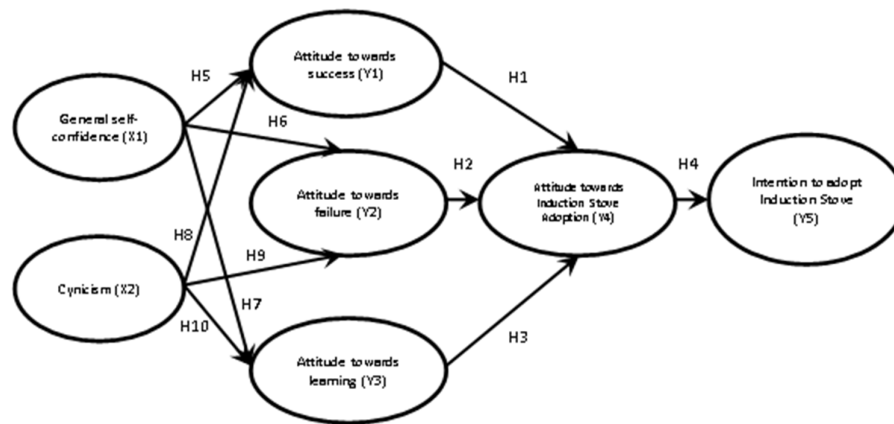 Attitude towards
success (Y1)
H5
H1
General self-
confidence (X1)
H6
H2
H4
Attitude towards
failure (Y2)
Attitude towards
Induction Stove
Adoption (Y4)
Intention to adopt
Induction Stove
(Y5)
H8
H9
Cynicism (X2)
H7
H10
H3
Attitude towards
learning (Y3)